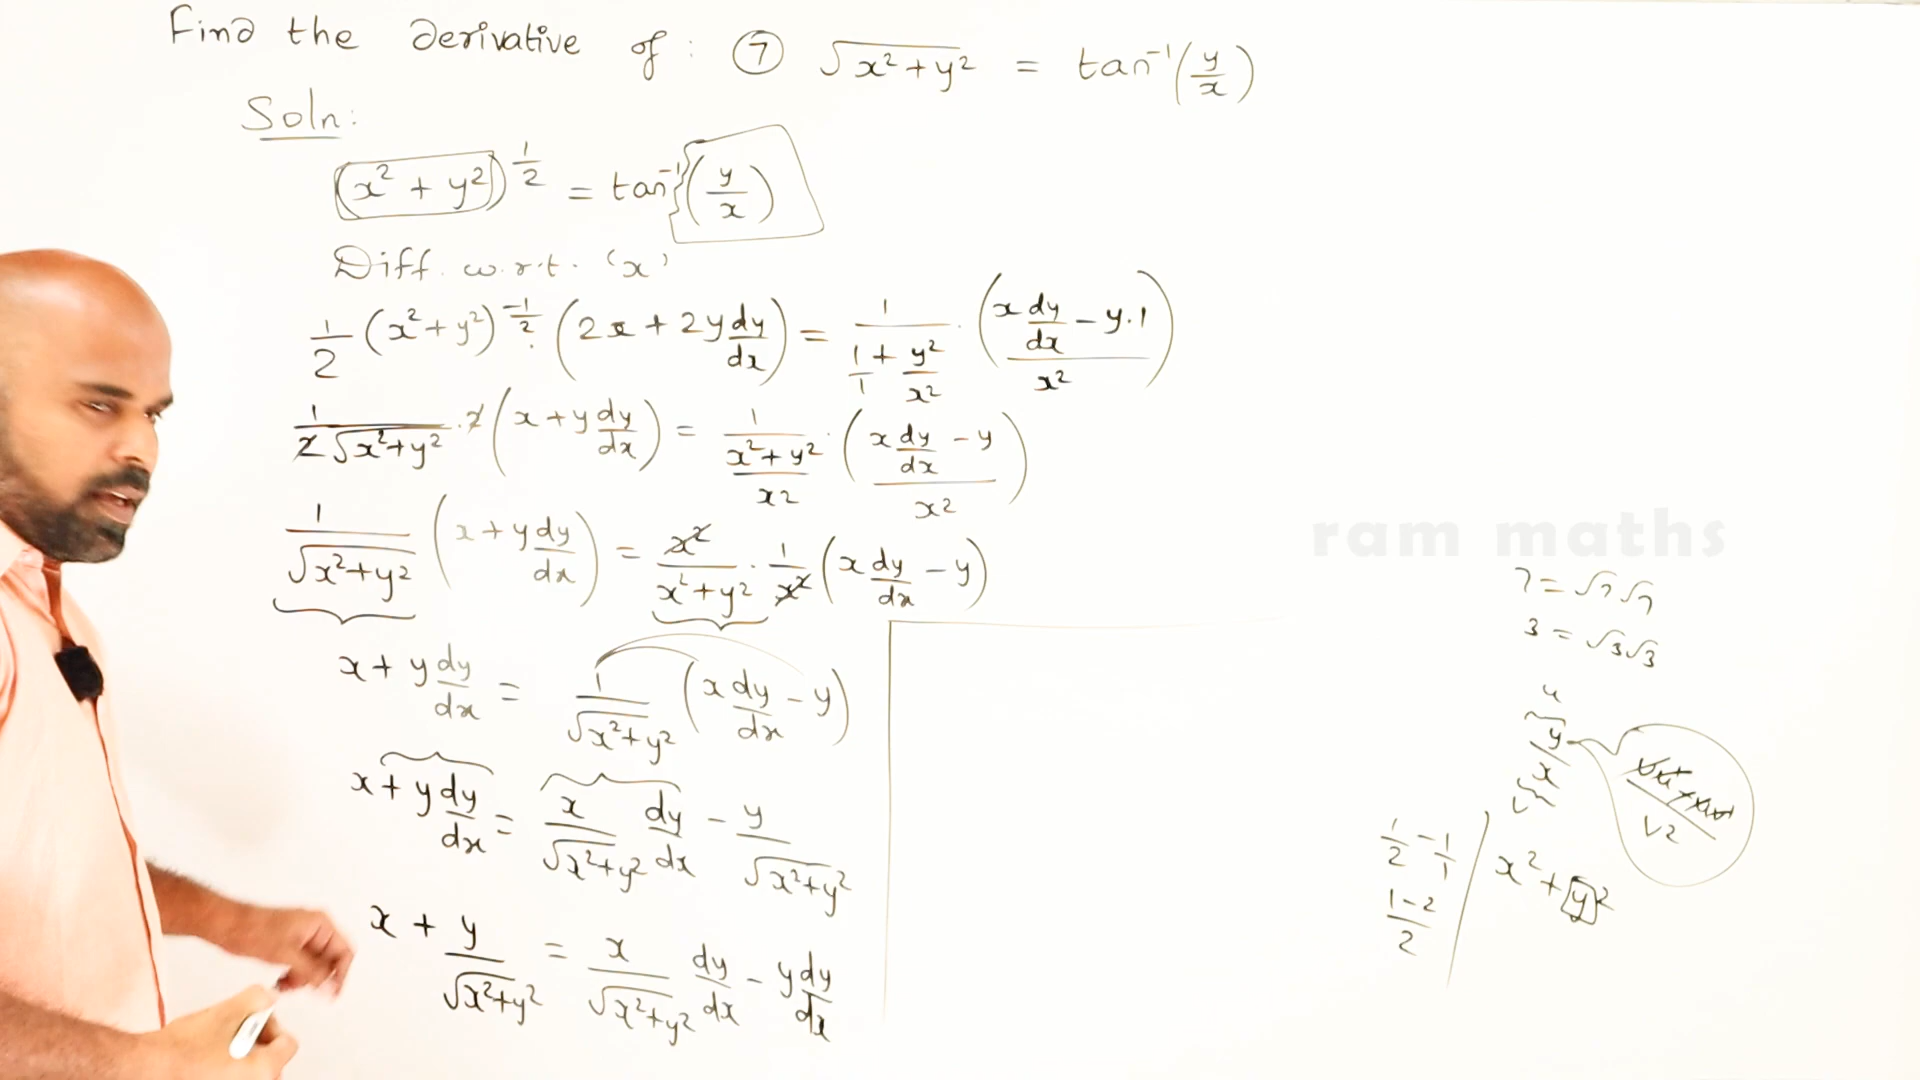 Find the derivative of : ⑦ √(x²+y²) = tan⁻¹(y/x)
Soln:
(x² + y²)^(1/2) = tan⁻¹(y/x)
Diff. w.r.t. 'x'
1/2 (x²+y²)^(-1/2) · (2x + 2y dy/dx) = 1/(1/1 + y²/x²) · ((x dy/dx - y.1)/x²)
1/(2√(x²+y²)) · 2(x + y dy/dx) = 1/((x²+y²)/x²) · ((x dy/dx - y)/x²)
1/√(x²+y²) (x + y dy/dx) = x²/(x²+y²) · 1/x² (x dy/dx - y)
x + y dy/dx = 1/√(x²+y²) (x dy/dx - y)
x + y dy/dx = x/√(x²+y²) dy/dx - y/√(x²+y²)
x + y/√(x²+y²) = x/√(x²+y²) dy/dx - y dy/dx
ram maths
7 = √7 √7
3 = √3 √3
u
y/x
v
v2
1/2 - 1/1
(1-2)/2
x² + y²